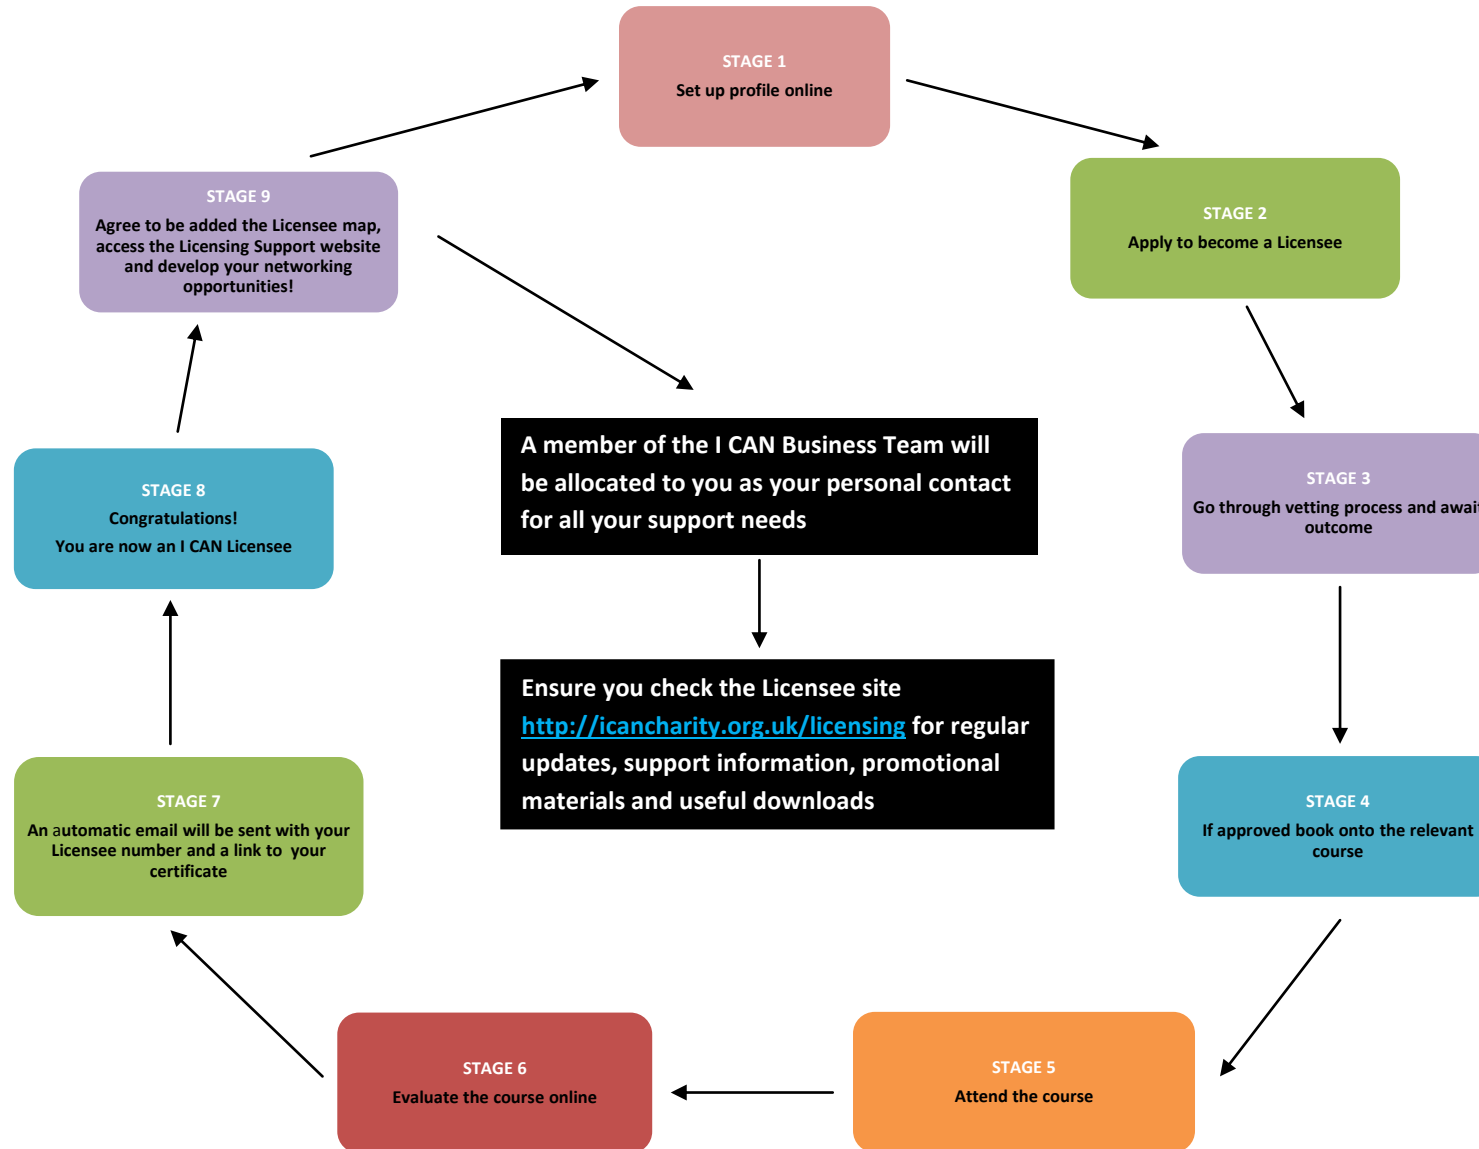 STAGE 1
Set up profile online
STAGE 2
Apply to become a Licensee
STAGE 3
Go through vetting process and await
outcome
STAGE 4
If approved book onto the relevant
course
STAGE 5
Attend the course
STAGE 6
Evaluate the course online
STAGE 7
An automatic email will be sent with your
Licensee number and a link to your
certificate
STAGE 8
Congratulations!
You are now an I CAN Licensee
STAGE 9
Agree to be added the Licensee map,
access the Licensing Support website
and develop your networking
opportunities!
A member of the I CAN Business Team will
be allocated to you as your personal contact
for all your support needs
Ensure you check the Licensee site
http://icancharity.org.uk/licensing for regular
updates, support information, promotional
materials and useful downloads